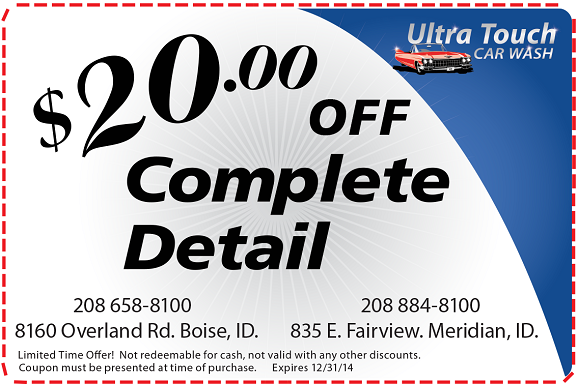 Ultra Touch
CAR WASH
$20.00
OFF
Complete
Detail
208 658-8100
8160 Overland Rd. Boise, ID.
208 884-8100
835 E. Fairview. Meridian, ID.
Limited Time Offer!  Not redeemable for cash, not valid with any other discounts.
Coupon must be presented at time of purchase.     Expires 12/31/14